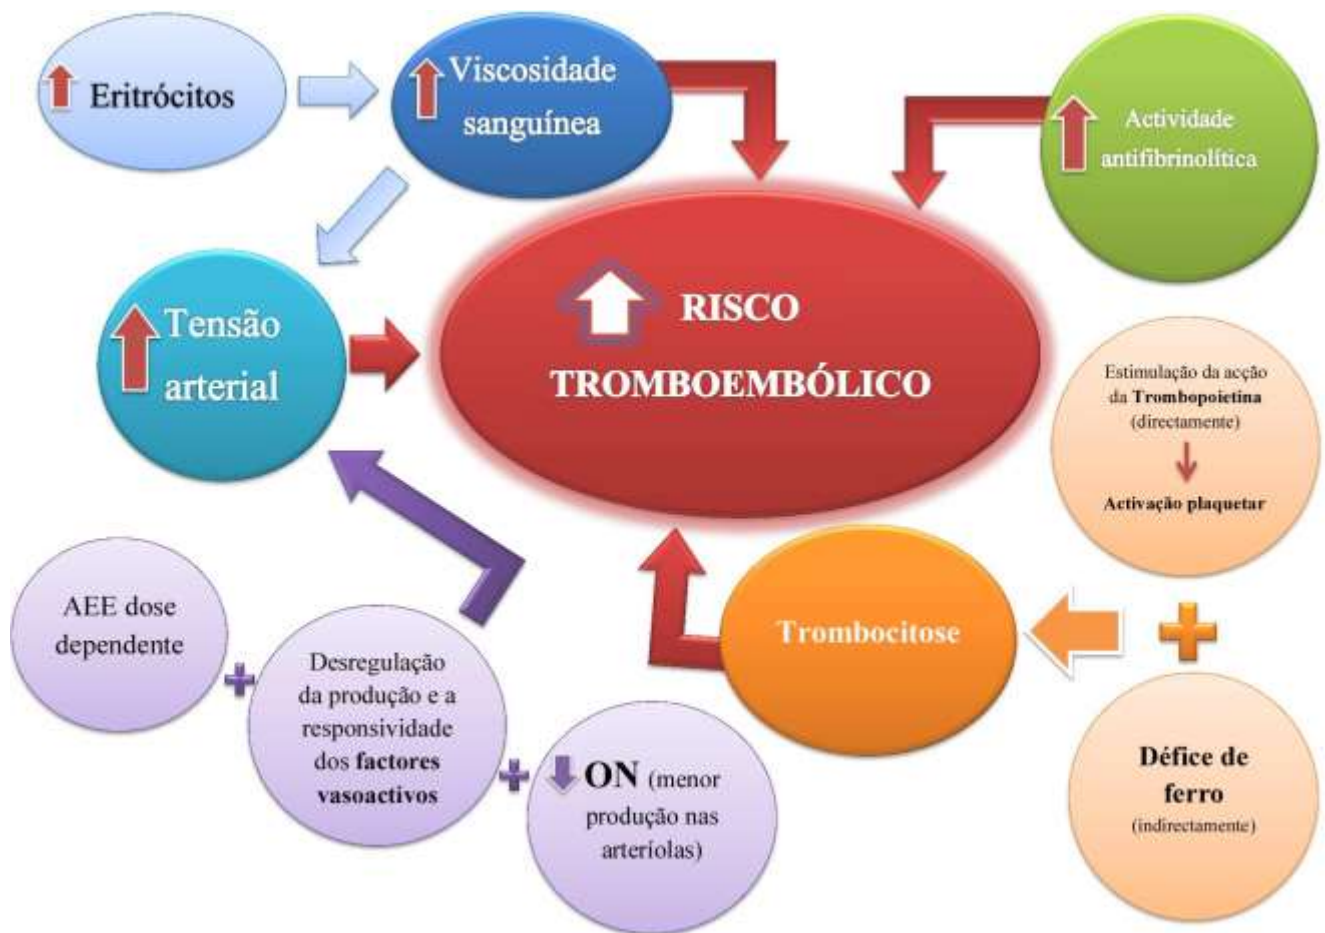 Eritrócitos
Viscosidade
sanguínea
Actividade
antifibrinolítica
Tensão
arterial
RISCO
TROMBOEMBÓLICO
Estimulação da acção
da Trombopoietina
(directamente)
Activação plaquetar
AEE dose
dependente
Desregulação
da produção e a
responsividade
dos factores
vasoactivos
ON (menor
produção nas
arteríolas)
Trombocitose
Défice de
ferro
(indirectamente)